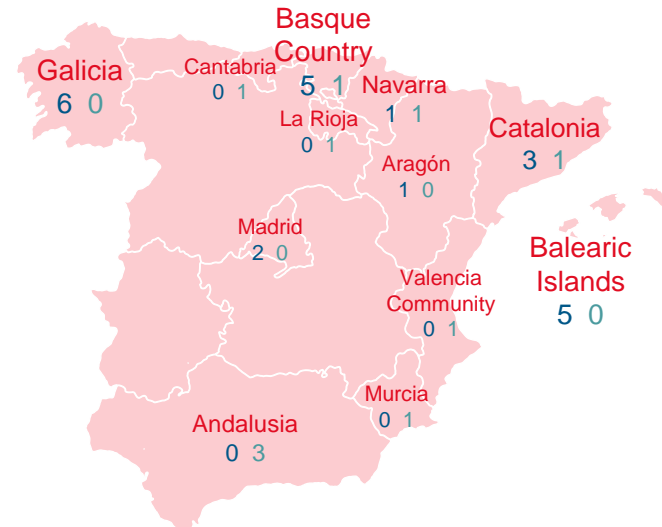 Basque
Country
5 1
Galicia
6 0
Cantabria
0 1
Navarra
1 1
La Rioja
0 1
Catalonia
3 1
Aragón
1 0
Madrid
2 0
Balearic
Islands
5 0
Valencia
Community
0 1
Murcia
0 1
Andalusia
0 3